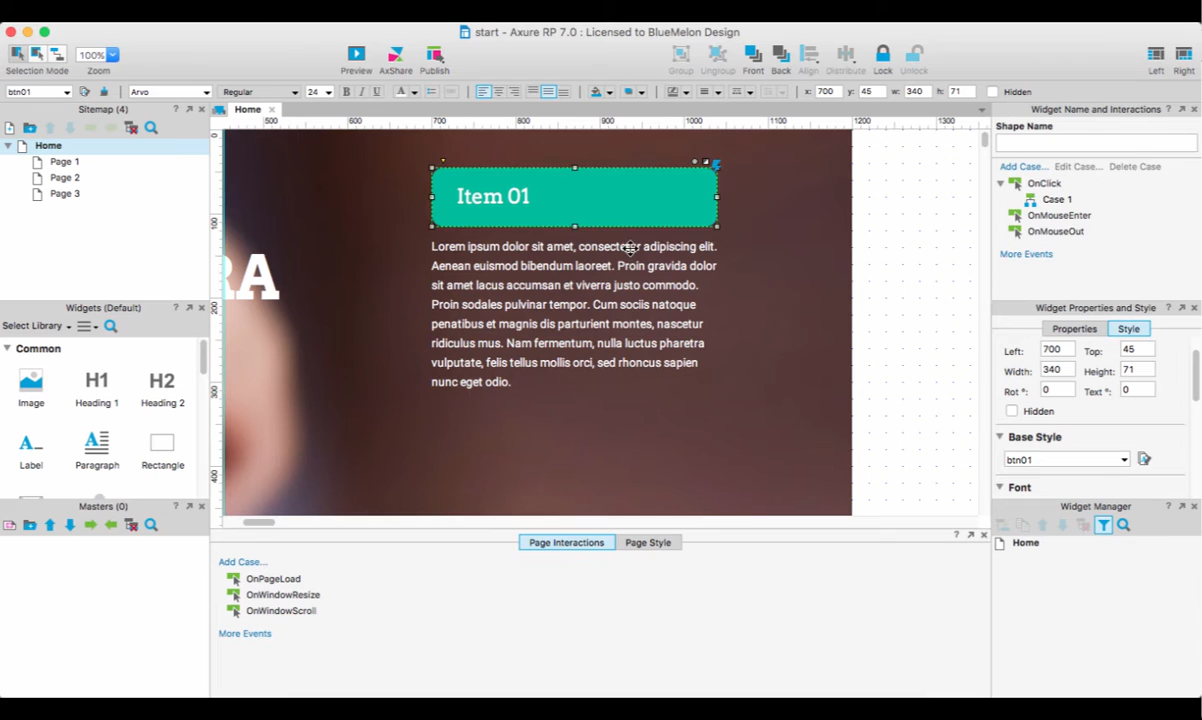 start - Axure RP 7.0 : Licensed to BlueMelon Design
100%
Selection Mode Zoom Preview AxShare Publish Group Ungroup Front Back Align Distribute Lock Unlock Left Right
btn01 Arvo Regular 24 B I U A x: 700 y: 45 w: 340 h: 71 Hidden
Sitemap (4)
Home
Page 1
Page 2
Page 3
Widgets (Default)
Select Library
Common
H1 H2
Image Heading 1 Heading 2
A
Label Paragraph Rectangle
Masters (0)
Home
500 600 700 800 900 1000 1100 1200 1300
0
100
200
300
400
RA
Item 01
Lorem ipsum dolor sit amet, consectetur adipiscing elit.
Aenean euismod bibendum laoreet. Proin gravida dolor
sit amet lacus accumsan et viverra justo commodo.
Proin sodales pulvinar tempor. Cum sociis natoque
penatibus et magnis dis parturient montes, nascetur
ridiculus mus. Nam fermentum, nulla luctus pharetra
vulputate, felis tellus mollis orci, sed rhoncus sapien
nunc eget odio.
Page Interactions Page Style
Add Case...
OnPageLoad
OnWindowResize
OnWindowScroll
More Events
Widget Name and Interactions
Shape Name
Add Case... Edit Case... Delete Case
OnClick
Case 1
OnMouseEnter
OnMouseOut
More Events
Widget Properties and Style
Properties Style
Left: 700 Top: 45
Width: 340 Height: 71
Rot °: 0 Text °: 0
Hidden
Base Style
btn01
Font
Widget Manager
Home